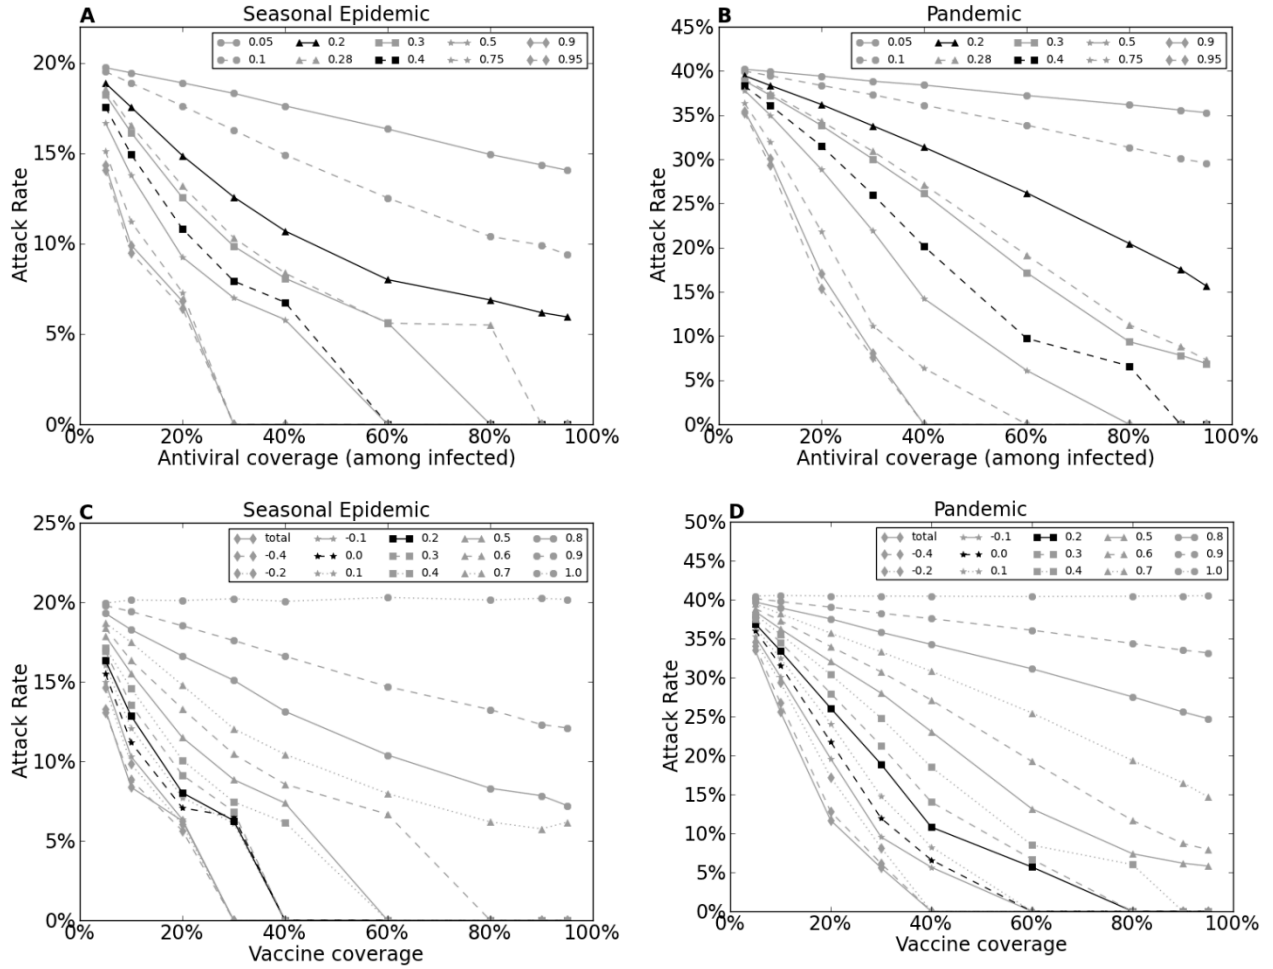 A Seasonal Epidemic
0.05 0.2 0.3 0.5 0.9
0.1 0.28 0.4 0.75 0.95
20%
15%
10%
5%
0%
Attack Rate
0% 20% 40% 60% 80% 100%
Antiviral coverage (among infected)
B Pandemic
0.05 0.2 0.3 0.5 0.9
0.1 0.28 0.4 0.75 0.95
45%
40%
35%
30%
25%
20%
15%
10%
5%
0%
Attack Rate
0% 20% 40% 60% 80% 100%
Antiviral coverage (among infected)
C Seasonal Epidemic
total -0.1 0.2 0.5 0.8
-0.4 0.0 0.3 0.6 0.9
-0.2 0.1 0.4 0.7 1.0
25%
20%
15%
10%
5%
0%
Attack Rate
0% 20% 40% 60% 80% 100%
Vaccine coverage
D Pandemic
total -0.1 0.2 0.5 0.8
-0.4 0.0 0.3 0.6 0.9
-0.2 0.1 0.4 0.7 1.0
50%
45%
40%
35%
30%
25%
20%
15%
10%
5%
0%
Attack Rate
0% 20% 40% 60% 80% 100%
Vaccine coverage